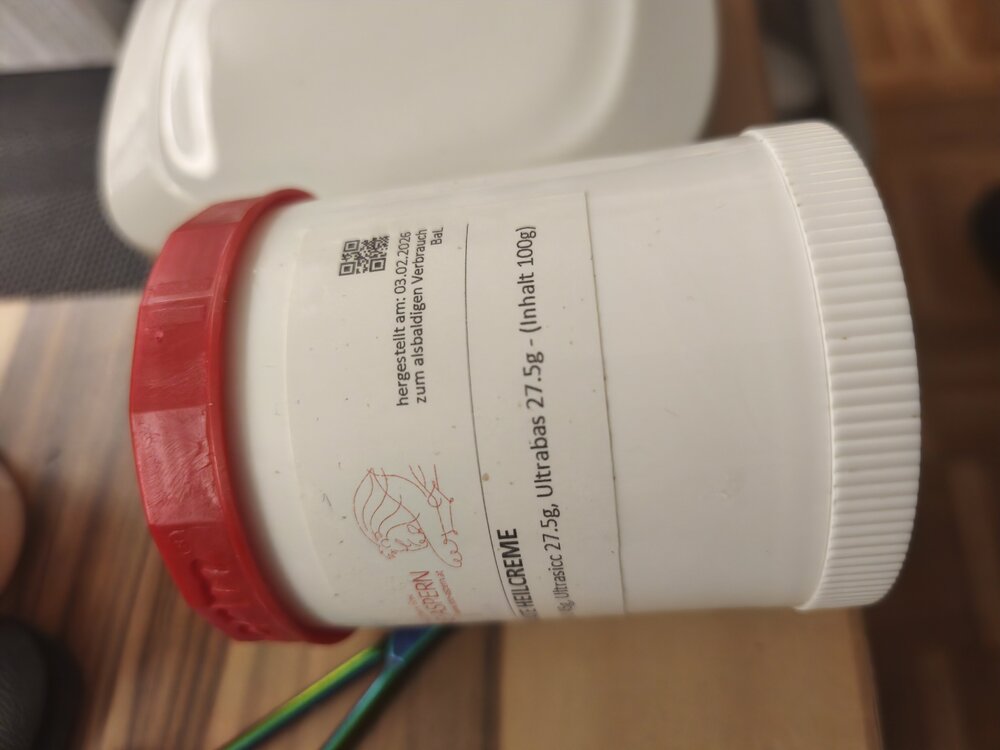 hergestellt am: 03.02.2026
zum alsbaldigen Verbrauch
BaL
HEILCREME
Ultrasicc 27.5g, Ultrabas 27.5g - (Inhalt 100g)